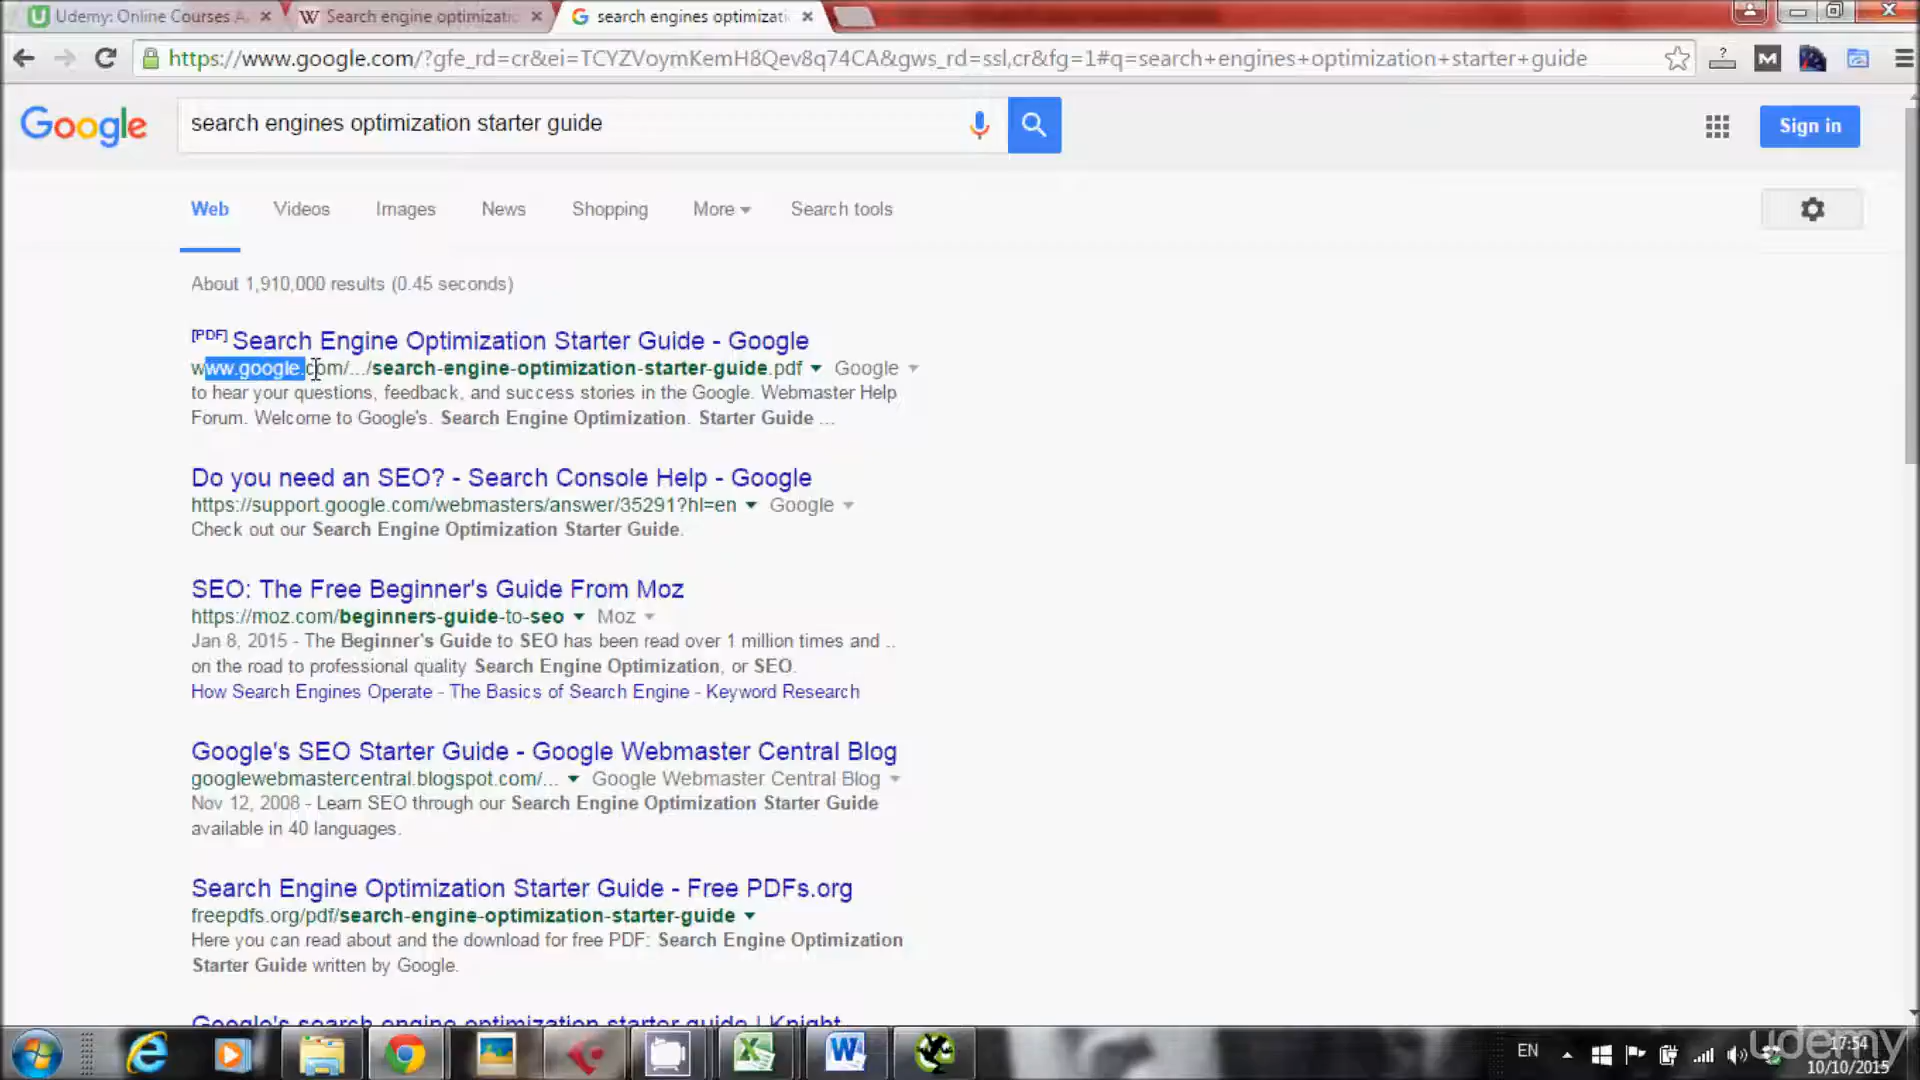 Udemy: Online Courses A
Search engine optimizatio
search engines optimizati
https://www.google.com/?gfe_rd=cr&ei=TCYZVoymKemH8Qev8q74CA&gws_rd=ssl,cr&fg=1#q=search+engines+optimization+starter+guide
Google
search engines optimization starter guide
Sign in
Web Videos Images News Shopping More Search tools
About 1,910,000 results (0.45 seconds)
[PDF] Search Engine Optimization Starter Guide - Google
www.google.com/.../search-engine-optimization-starter-guide.pdf Google
to hear your questions, feedback, and success stories in the Google. Webmaster Help
Forum. Welcome to Google's. Search Engine Optimization. Starter Guide ...
Do you need an SEO? - Search Console Help - Google
https://support.google.com/webmasters/answer/35291?hl=en Google
Check out our Search Engine Optimization Starter Guide.
SEO: The Free Beginner's Guide From Moz
https://moz.com/beginners-guide-to-seo Moz
Jan 8, 2015 - The Beginner's Guide to SEO has been read over 1 million times and ..
on the road to professional quality Search Engine Optimization, or SEO.
How Search Engines Operate - The Basics of Search Engine - Keyword Research
Google's SEO Starter Guide - Google Webmaster Central Blog
googlewebmastercentral.blogspot.com/... Google Webmaster Central Blog
Nov 12, 2008 - Learn SEO through our Search Engine Optimization Starter Guide
available in 40 languages.
Search Engine Optimization Starter Guide - Free PDFs.org
freepdfs.org/pdf/search-engine-optimization-starter-guide
Here you can read about and the download for free PDF: Search Engine Optimization
Starter Guide written by Google.
Google's search engine optimization starter guide | Knight
EN
17:54
10/10/2015
udemy